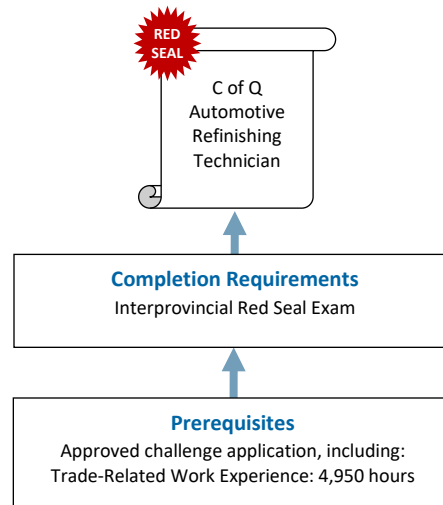 RED
SEAL
C of Q
Automotive
Refinishing
Technician
Completion Requirements
Interprovincial Red Seal Exam
Prerequisites
Approved challenge application, including:
Trade-Related Work Experience: 4,950 hours